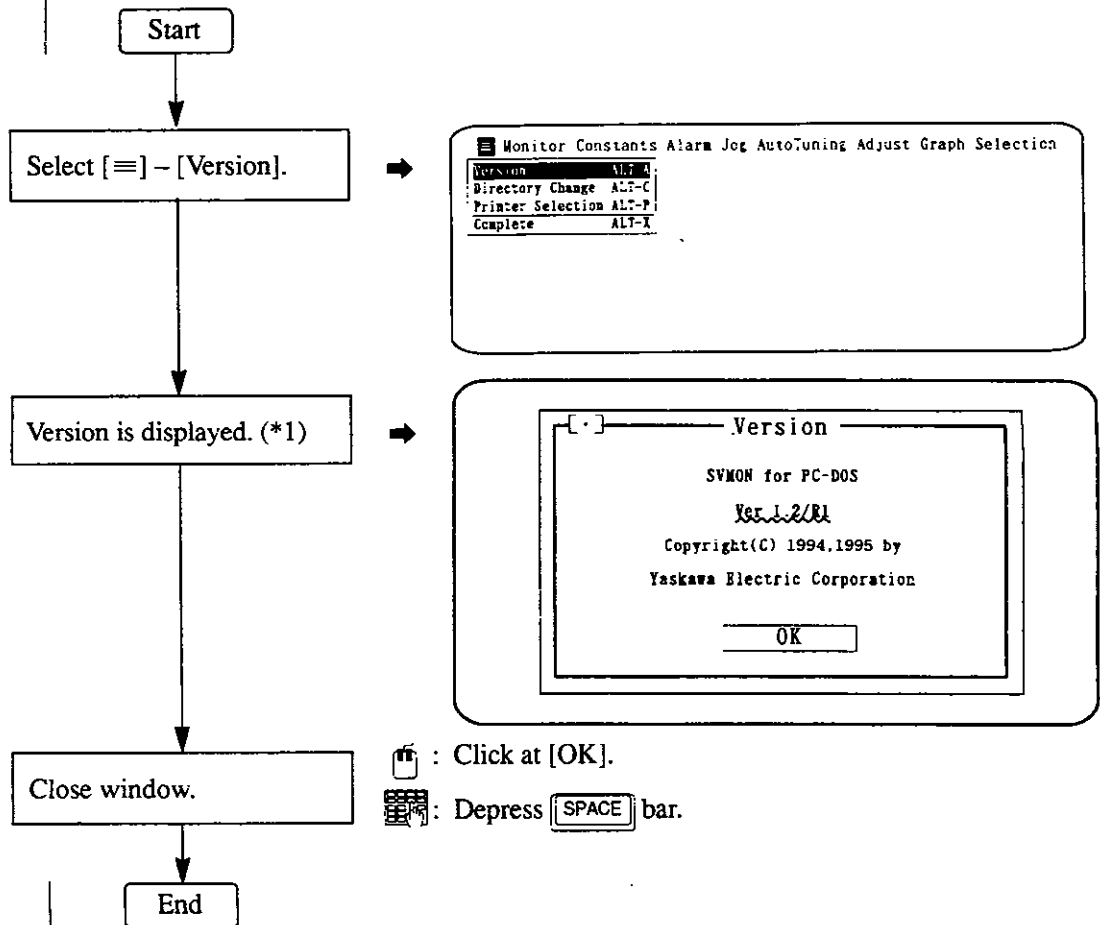 Start
Select [≡] – [Version].
≡ Monitor Constants Alarm Jog AutoTuning Adjust Graph Selection
Version ALT-A
Directory Change ALT-C
Printer Selection ALT-P
Complete ALT-X
Version is displayed. (*1)
[·] Version
SVMON for PC-DOS
Ver 1.2/R1
Copyright(C) 1994,1995 by
Yaskawa Electric Corporation
OK
Close window.
: Click at [OK].
: Depress SPACE bar.
End